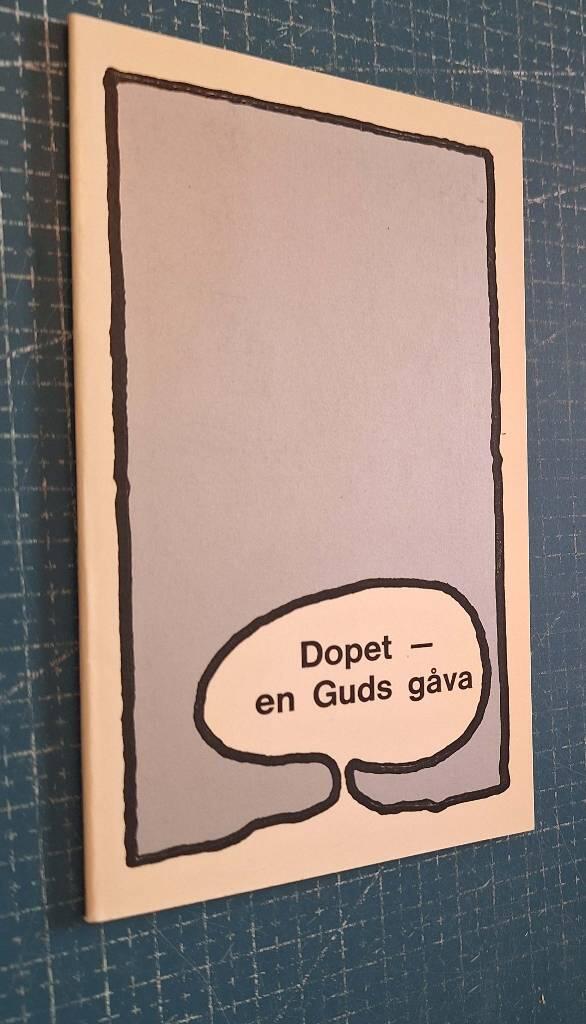 Dopet —
en Guds gåva